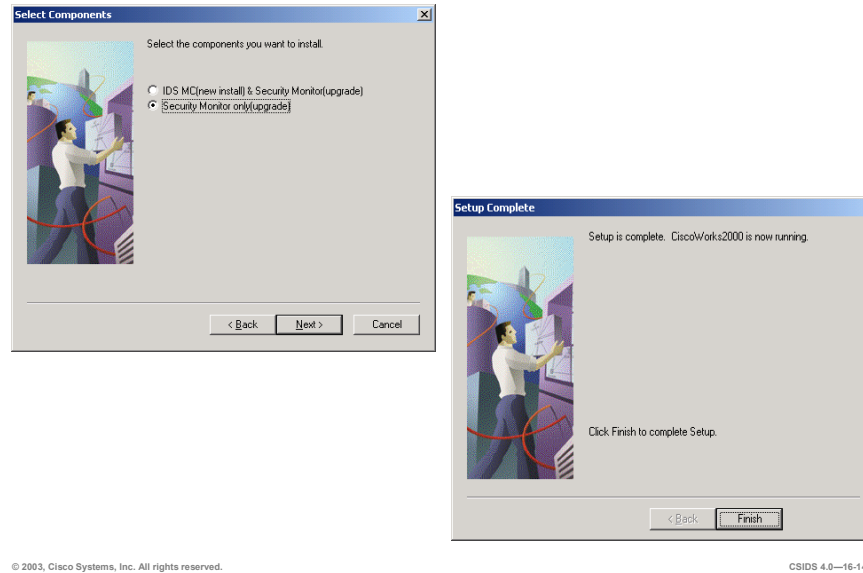 Select Components
Select the components you want to install.
IDS MC(new install) & Security Monitor(upgrade)
Security Monitor only(upgrade)
< Back
Next >
Cancel
Setup Complete
Setup is complete. CiscoWorks2000 is now running.
Click Finish to complete Setup.
< Back
Finish
© 2003, Cisco Systems, Inc. All rights reserved.
CSIDS 4.0—16-1